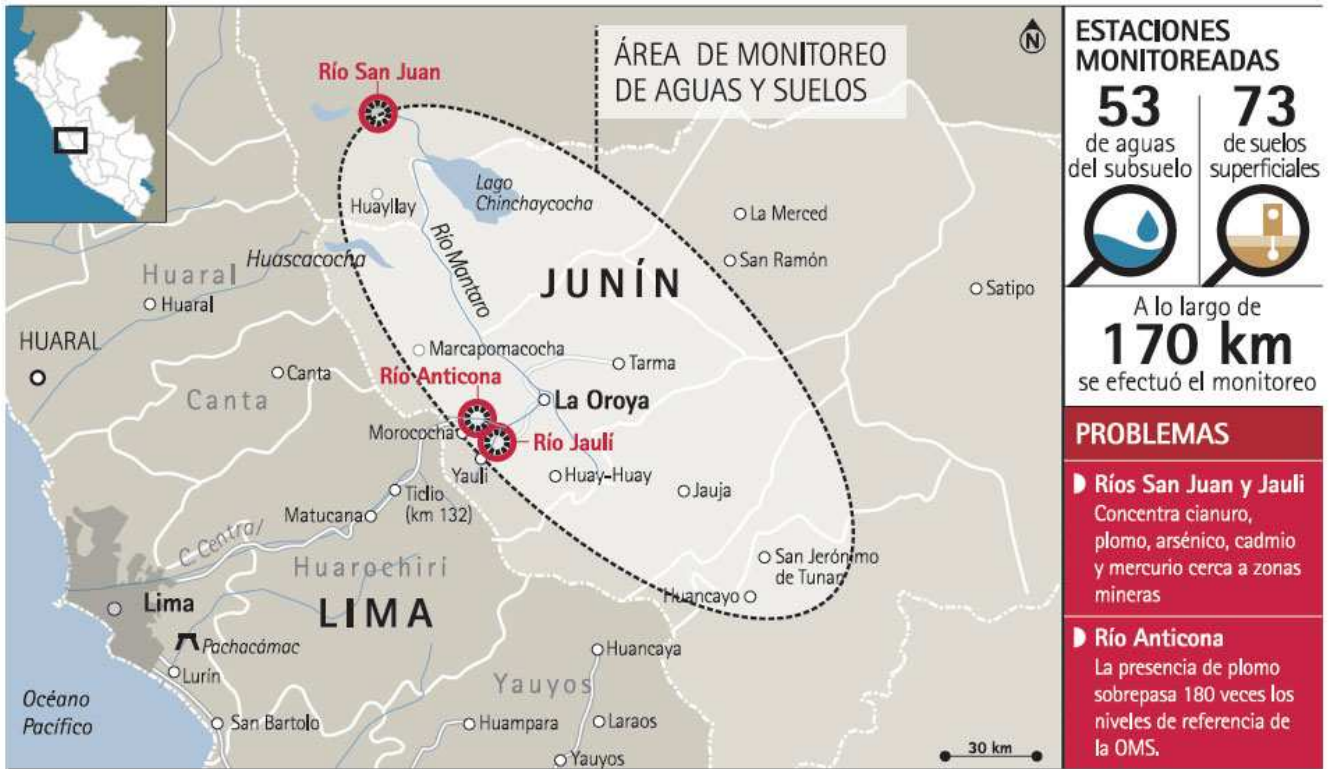 N
ÁREA DE MONITOREO
DE AGUAS Y SUELOS
Río San Juan
Lago
Chinchaycocha
Huayllay
Río Mantaro
La Merced
San Ramón
Huascacocha
Huaral
Huaral
JUNÍN
Satipo
HUARAL
Marcapomacocha
Tarma
Canta
Canta
Río Anticona
La Oroya
Morococha
Río Jaulí
Yauli
Huay-Huay
Jauja
Ticlio
(km 132)
Matucana
C. Central
Huarochirí
San Jerónimo
de Tunan
Huancayo
Lima
LIMA
Pachacámac
Lurín
Huancaya
Yauyos
Océano
Pacífico
San Bartolo
Huampara
Laraos
Yauyos
30 km
ESTACIONES
MONITOREADAS
53
de aguas
del subsuelo
73
de suelos
superficiales
A lo largo de
170 km
se efectuó el monitoreo
PROBLEMAS
Ríos San Juan y Jauli
Concentra cianuro,
plomo, arsénico, cadmio
y mercurio cerca a zonas
mineras
Río Anticona
La presencia de plomo
sobrepasa 180 veces los
niveles de referencia de
la OMS.